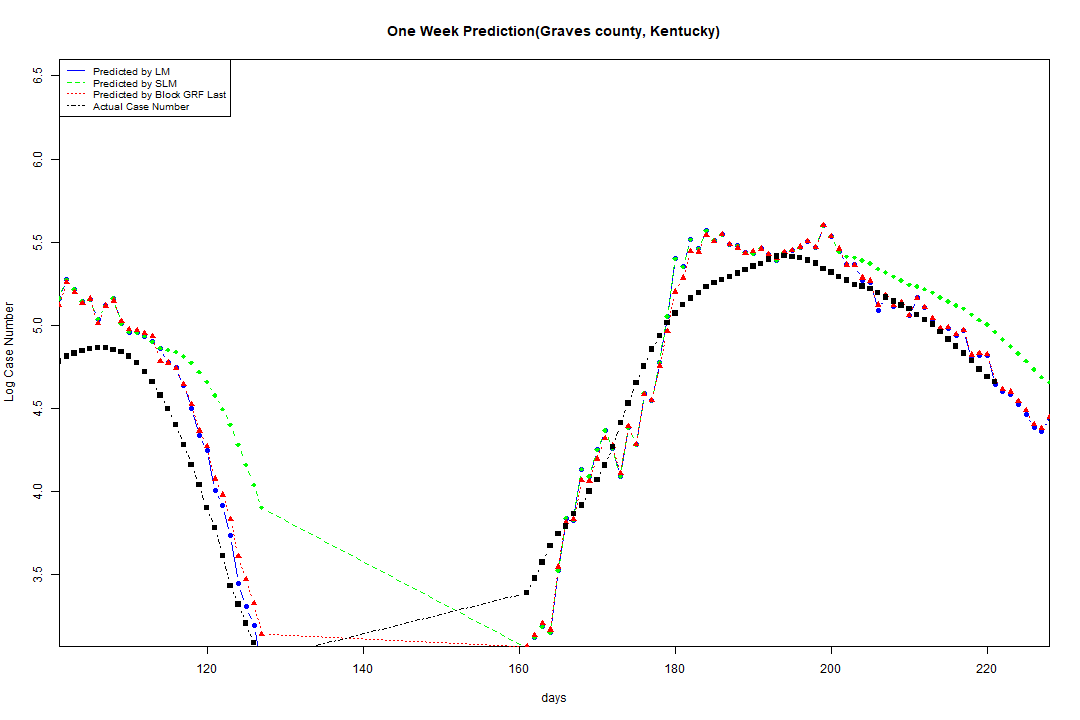 One Week Prediction(Graves county, Kentucky)
Predicted by LM
Predicted by SLM
Predicted by Block GRF Last
Actual Case Number
Log Case Number
6.5
6.0
5.5
5.0
4.5
4.0
3.5
120 140 160 180 200 220
days